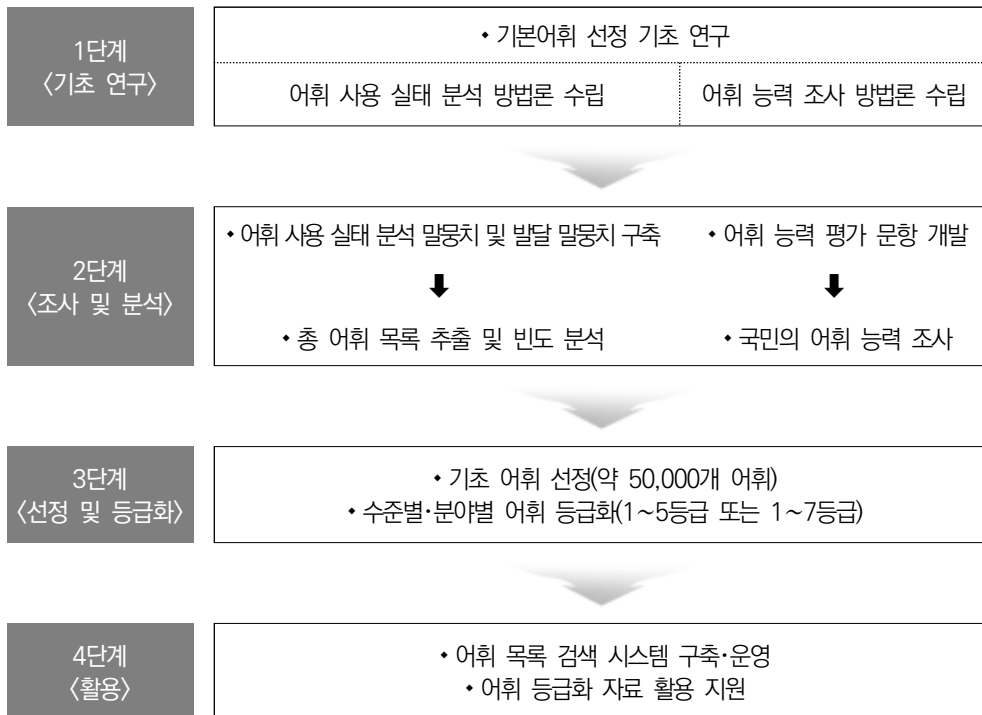 1단계
〈기초 연구〉
• 기본어휘 선정 기초 연구
어휘 사용 실태 분석 방법론 수립
어휘 능력 조사 방법론 수립
2단계
〈조사 및 분석〉
• 어휘 사용 실태 분석 말뭉치 및 발달 말뭉치 구축
• 총 어휘 목록 추출 및 빈도 분석
• 어휘 능력 평가 문항 개발
• 국민의 어휘 능력 조사
3단계
〈선정 및 등급화〉
• 기초 어휘 선정(약 50,000개 어휘)
• 수준별·분야별 어휘 등급화(1~5등급 또는 1~7등급)
4단계
〈활용〉
• 어휘 목록 검색 시스템 구축·운영
• 어휘 등급화 자료 활용 지원